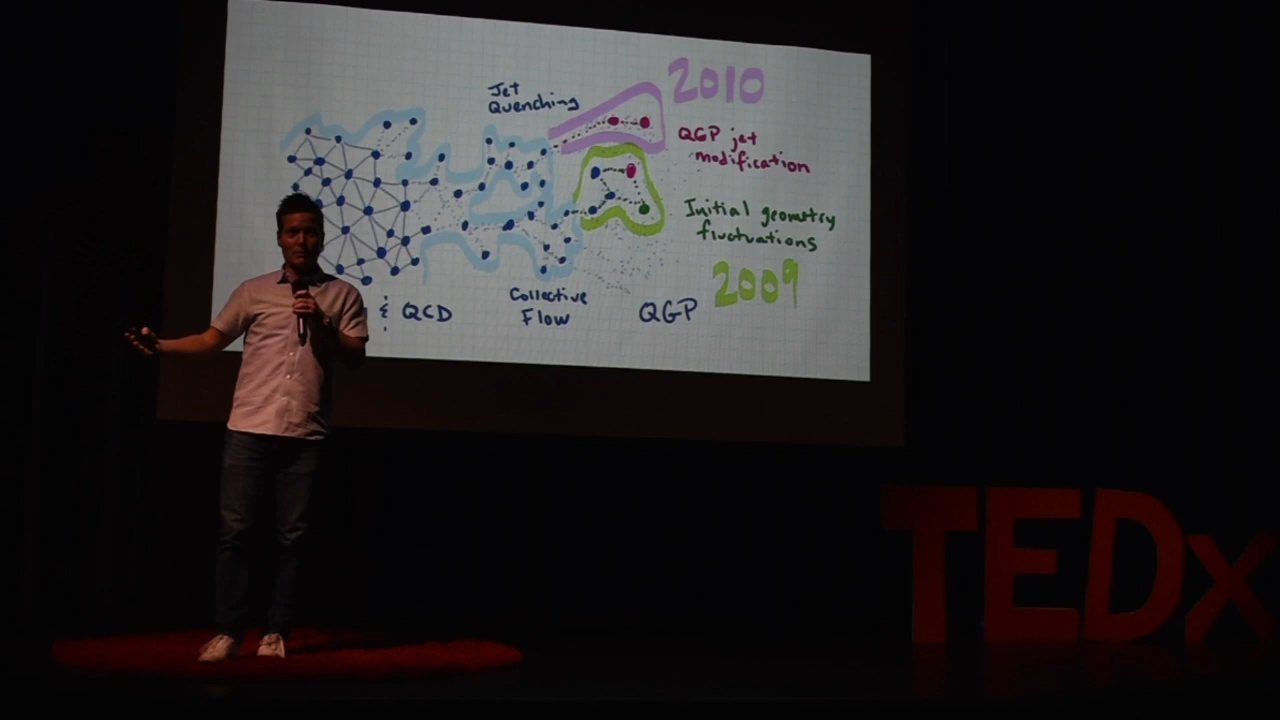 Jet
Quenching
2010
QGP jet
modification
Initial geometry
fluctuations
2009
& QCD
Collective
Flow
QGP
TEDx